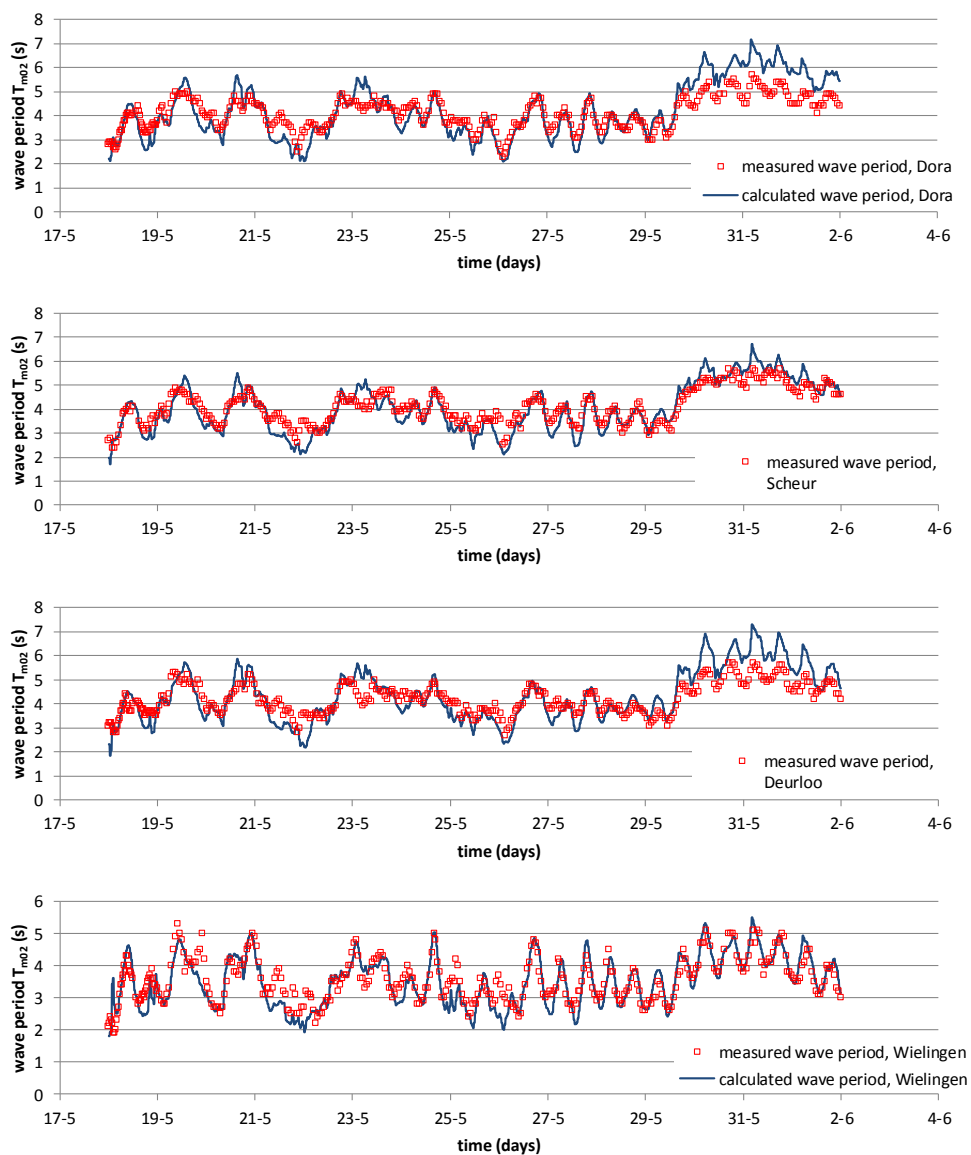 wave period Tm02 (s)
8
7
6
5
4
3
2
1
0
measured wave period, Dora
calculated wave period, Dora
17-5 19-5 21-5 23-5 25-5 27-5 29-5 31-5 2-6 4-6
time (days)
wave period Tm02 (s)
8
7
6
5
4
3
2
1
0
measured wave period,
Scheur
17-5 19-5 21-5 23-5 25-5 27-5 29-5 31-5 2-6 4-6
time (days)
wave period Tm02 (s)
8
7
6
5
4
3
2
1
0
measured wave period,
Deurloo
17-5 19-5 21-5 23-5 25-5 27-5 29-5 31-5 2-6 4-6
time (days)
wave period Tm02 (s)
6
5
4
3
2
1
0
measured wave period, Wielingen
calculated wave period, Wielingen
17-5 19-5 21-5 23-5 25-5 27-5 29-5 31-5 2-6 4-6
time (days)